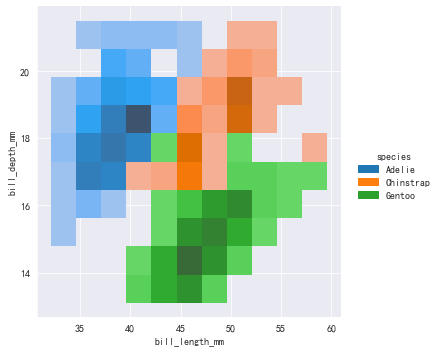 20
18
16
14
bill_depth_mm
35
40
45
50
55
60
bill_length_mm
species
Adelie
Chinstrap
Gentoo